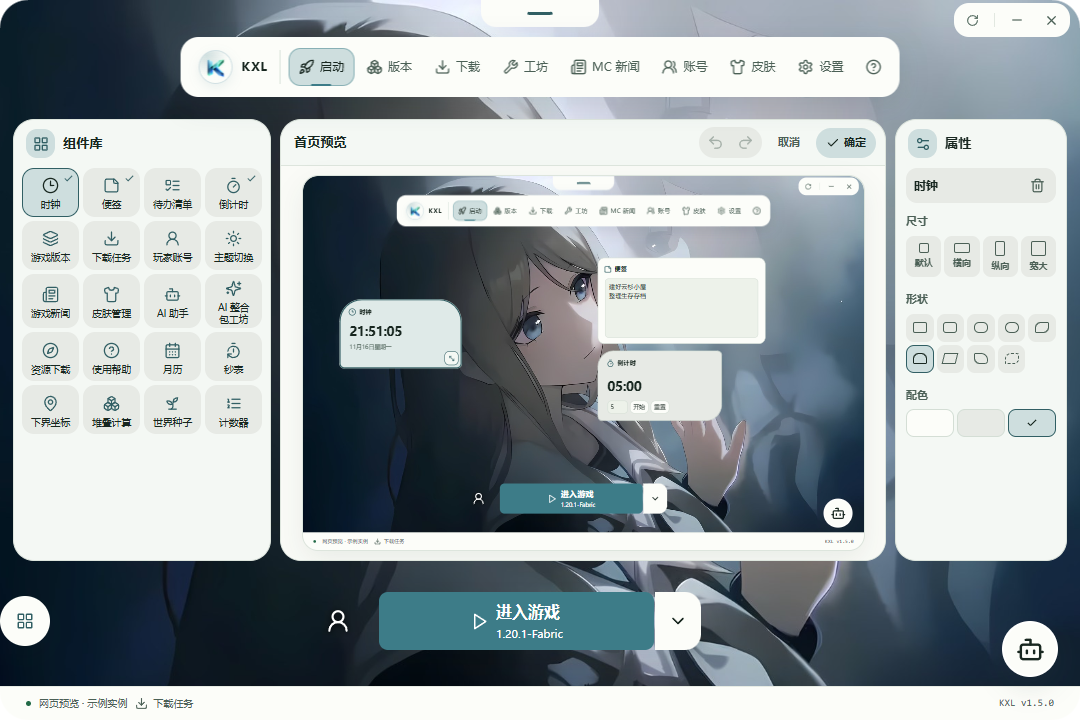 KXL
启动
版本
下载
工坊
MC 新闻
账号
皮肤
设置
组件库
时钟
便签
待办清单
倒计时
游戏版本
下载任务
玩家账号
主题切换
游戏新闻
皮肤管理
AI 助手
AI 整合
包工坊
资源下载
使用帮助
月历
秒表
下界坐标
堆叠计算
世界种子
计数器
首页预览
取消
确定
KXL
启动
版本
下载
工坊
MC 新闻
账号
皮肤
设置
时钟
21:51:05
11月16日星期一
便签
建好云杉小屋
整理生存存档
倒计时
05:00
5
开始
重置
进入游戏
1.20.1-Fabric
网页预览 · 示例实例
下载任务
KXL v1.5.0
属性
时钟
尺寸
默认
横向
纵向
宽大
形状
配色
进入游戏
1.20.1-Fabric
网页预览 · 示例实例
下载任务
KXL v1.5.0